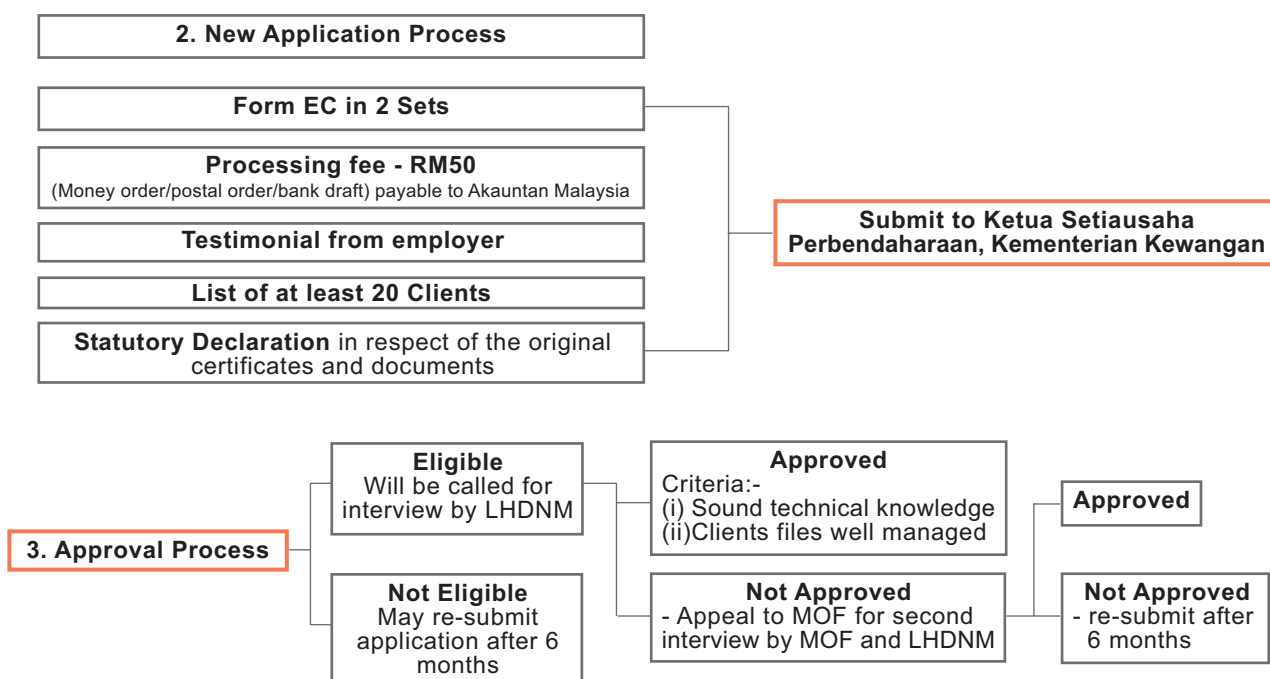 2. New Application Process
Form EC in 2 Sets
Processing fee - RM50
(Money order/postal order/bank draft) payable to Akauntan Malaysia
Testimonial from employer
List of at least 20 Clients
Statutory Declaration in respect of the original
certificates and documents
Submit to Ketua Setiausaha
Perbendaharaan, Kementerian Kewangan
3. Approval Process
Eligible
Will be called for
interview by LHDNM
Not Eligible
May re-submit
application after 6
months
Approved
Criteria:-
(i) Sound technical knowledge
(ii)Clients files well managed
Not Approved
- Appeal to MOF for second
interview by MOF and LHDNM
Approved
Not Approved
- re-submit after
6 months